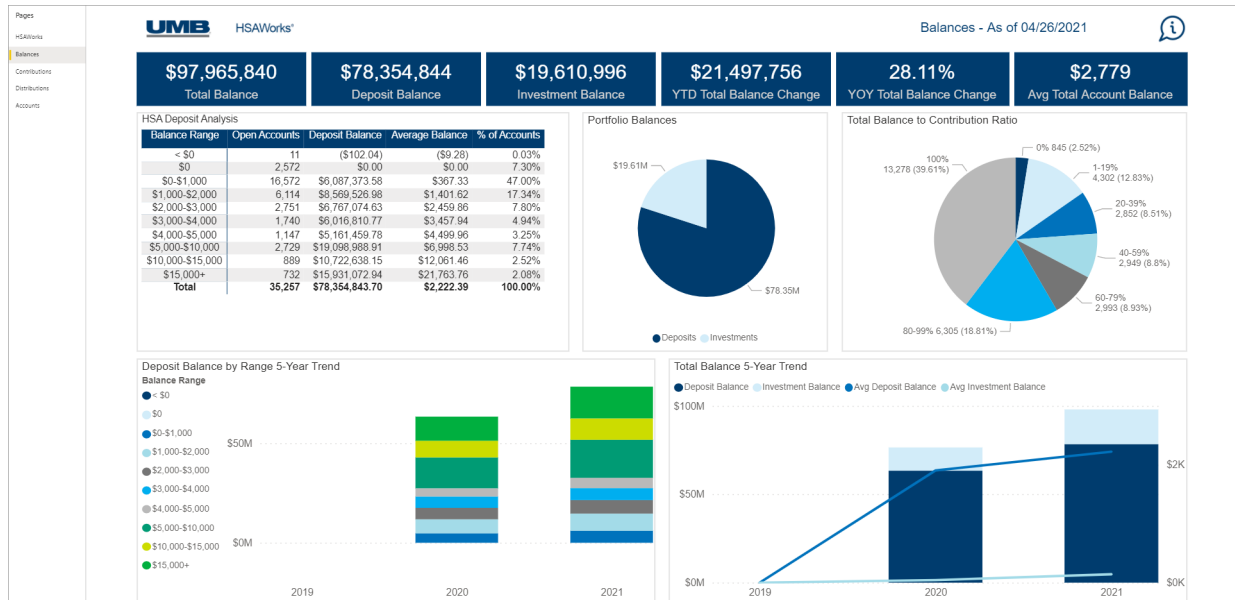 Pages
HSAWorks
Balances
Contributions
Distributions
Accounts
UMB HSAWorks®
Balances - As of 04/26/2021
$97,965,840
Total Balance
$78,354,844
Deposit Balance
$19,610,996
Investment Balance
$21,497,756
YTD Total Balance Change
28.11%
YOY Total Balance Change
$2,779
Avg Total Account Balance
HSA Deposit Analysis
Balance Range Open Accounts Deposit Balance Average Balance % of Accounts
< $0 11 ($102.04) ($9.28) 0.03%
$0 2,572 $0.00 $0.00 7.30%
$0-$1,000 16,572 $6,087,373.58 $367.33 47.00%
$1,000-$2,000 6,114 $8,569,526.98 $1,401.62 17.34%
$2,000-$3,000 2,751 $6,767,074.63 $2,459.86 7.80%
$3,000-$4,000 1,740 $6,016,810.77 $3,457.94 4.94%
$4,000-$5,000 1,147 $5,161,459.78 $4,499.96 3.25%
$5,000-$10,000 2,729 $19,098,988.91 $6,998.53 7.74%
$10,000-$15,000 889 $10,722,638.15 $12,061.46 2.52%
$15,000+ 732 $15,931,072.94 $21,763.76 2.08%
Total 35,257 $78,354,843.70 $2,222.39 100.00%
Portfolio Balances
$19.61M
$78.35M
Deposits Investments
Total Balance to Contribution Ratio
0% 845 (2.52%)
1-19%
4,302 (12.83%)
20-39%
2,852 (8.51%)
40-59%
2,949 (8.8%)
60-79%
2,993 (8.93%)
80-99% 6,305 (18.81%)
100%
13,278 (39.61%)
Deposit Balance by Range 5-Year Trend
Balance Range
< $0
$0
$0-$1,000
$1,000-$2,000
$2,000-$3,000
$3,000-$4,000
$4,000-$5,000
$5,000-$10,000
$10,000-$15,000
$15,000+
$50M
$0M
2019 2020 2021
Total Balance 5-Year Trend
Deposit Balance Investment Balance Avg Deposit Balance Avg Investment Balance
$100M
$50M
$0M
$2K
$0K
2019 2020 2021